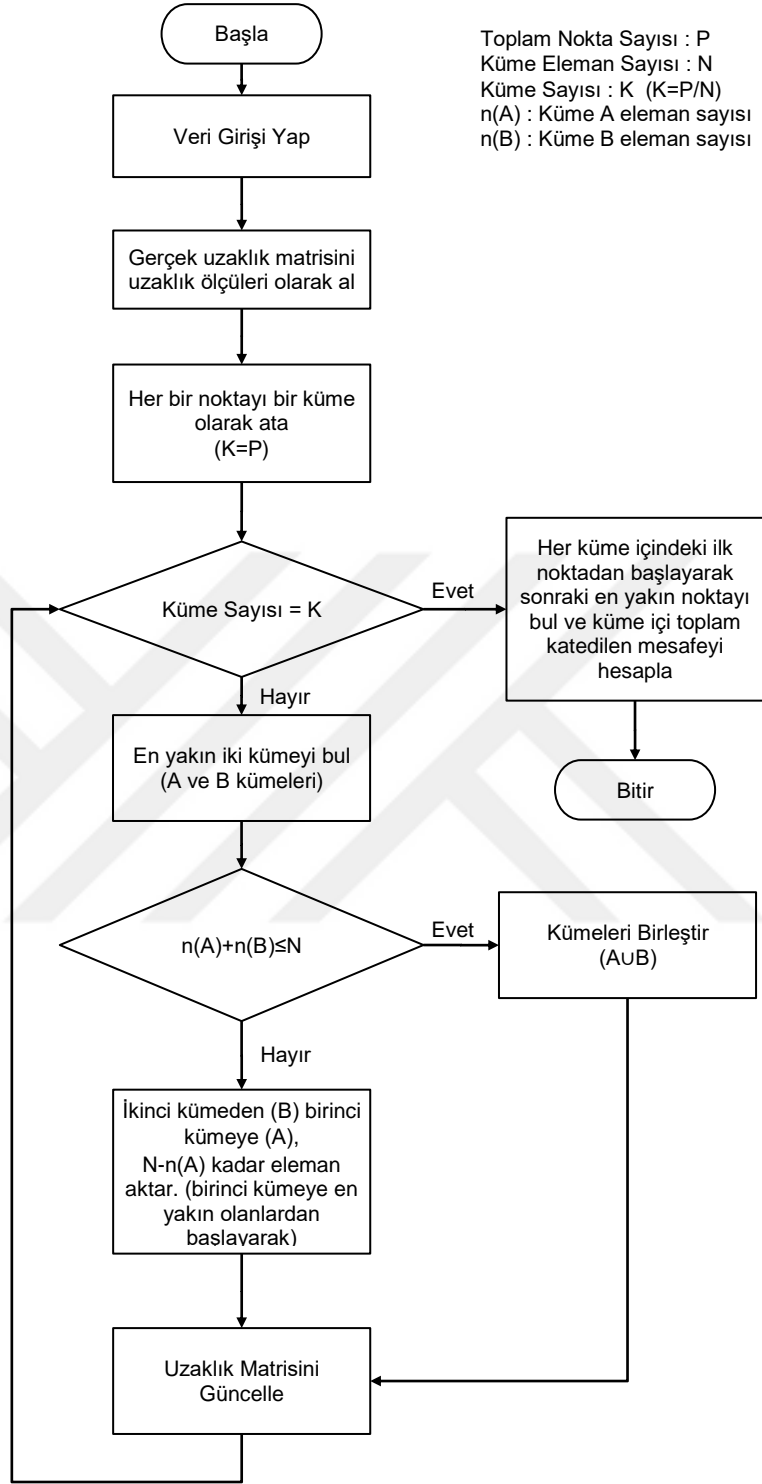 Başla
Toplam Nokta Sayısı : P
Küme Eleman Sayısı : N
Küme Sayısı : K (K=P/N)
n(A) : Küme A eleman sayısı
n(B) : Küme B eleman sayısı
Veri Girişi Yap
Gerçek uzaklık matrisini
uzaklık ölçüleri olarak al
Her bir noktayı bir küme
olarak ata
(K=P)
Küme Sayısı = K
Evet
Her küme içindeki ilk
noktadan başlayarak
sonraki en yakın noktayı
bul ve küme içi toplam
katedilen mesafeyi
hesapla
Hayır
En yakın iki kümeyi bul
(A ve B kümeleri)
Bitir
n(A)+n(B)≤N
Evet
Kümeleri Birleştir
(A∪B)
Hayır
İkinci kümeden (B) birinci
kümeye (A),
N-n(A) kadar eleman
aktar. (birinci kümeye en
yakın olanlardan
başlayarak)
Uzaklık Matrisini
Güncelle